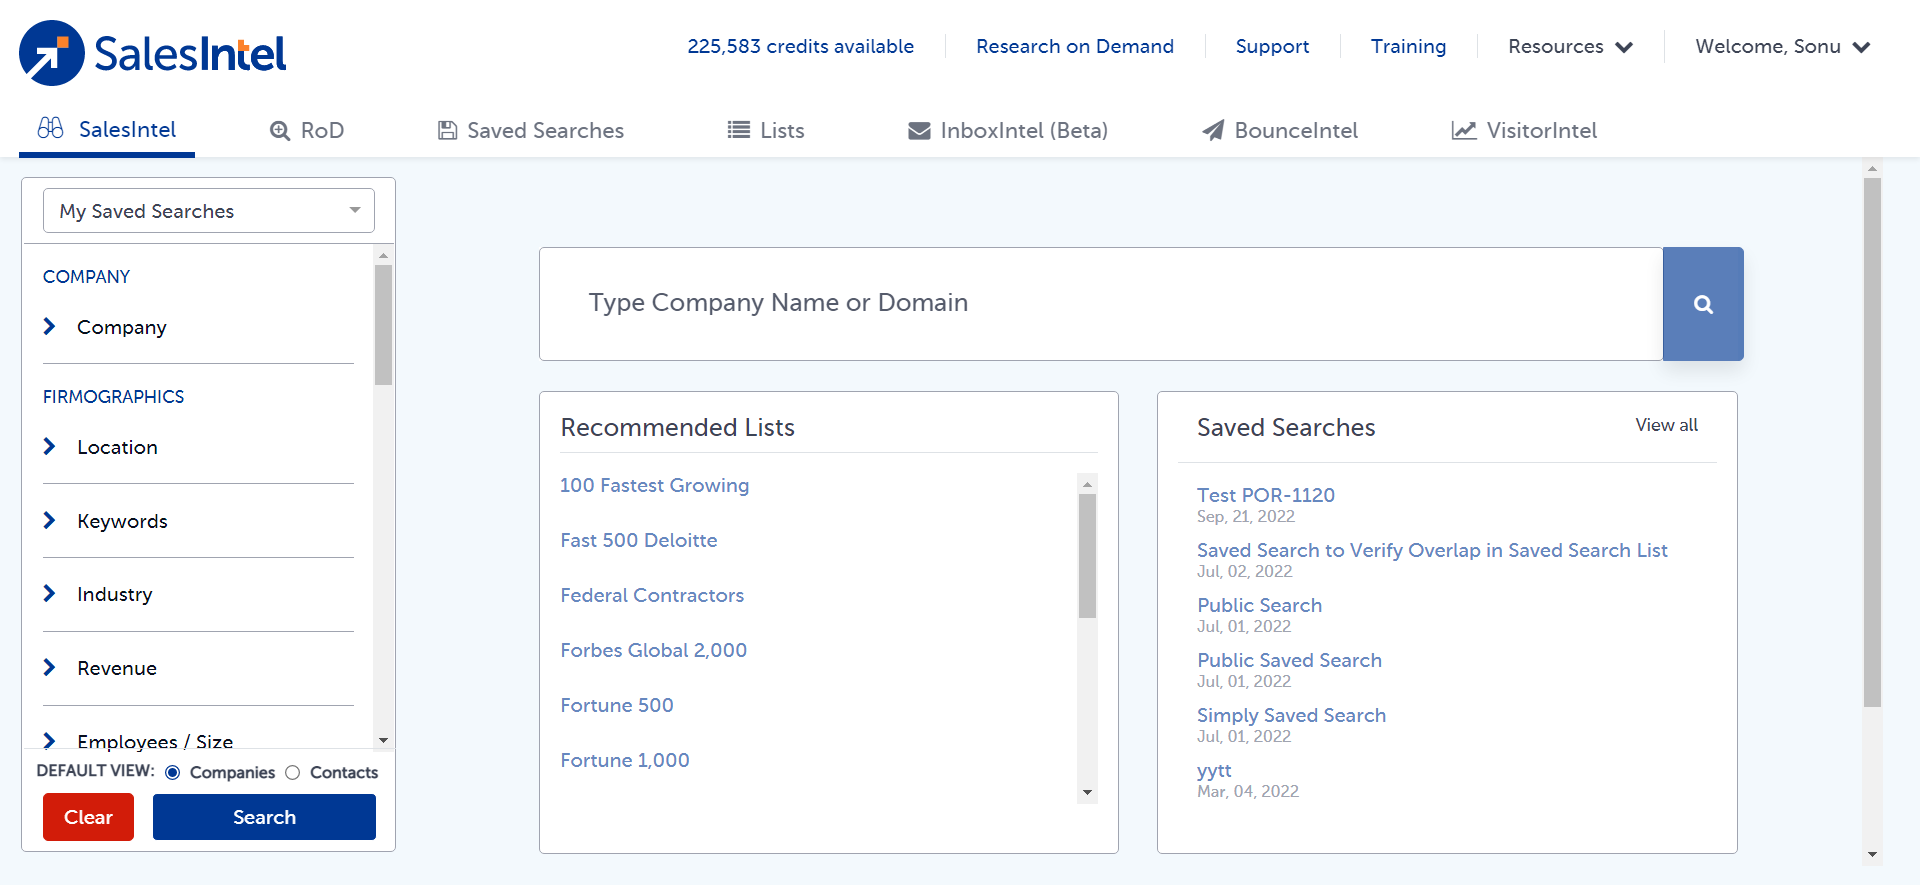 SalesIntel
225,583 credits available
Research on Demand
Support
Training
Resources
Welcome, Sonu
SalesIntel
RoD
Saved Searches
Lists
InboxIntel (Beta)
BounceIntel
VisitorIntel
My Saved Searches
COMPANY
Company
FIRMOGRAPHICS
Location
Keywords
Industry
Revenue
Employees / Size
DEFAULT VIEW: Companies Contacts
Clear
Search
Type Company Name or Domain
Recommended Lists
100 Fastest Growing
Fast 500 Deloitte
Federal Contractors
Forbes Global 2,000
Fortune 500
Fortune 1,000
Saved Searches
View all
Test POR-1120
Sep, 21, 2022
Saved Search to Verify Overlap in Saved Search List
Jul, 02, 2022
Public Search
Jul, 01, 2022
Public Saved Search
Jul, 01, 2022
Simply Saved Search
Jul, 01, 2022
yytt
Mar, 04, 2022